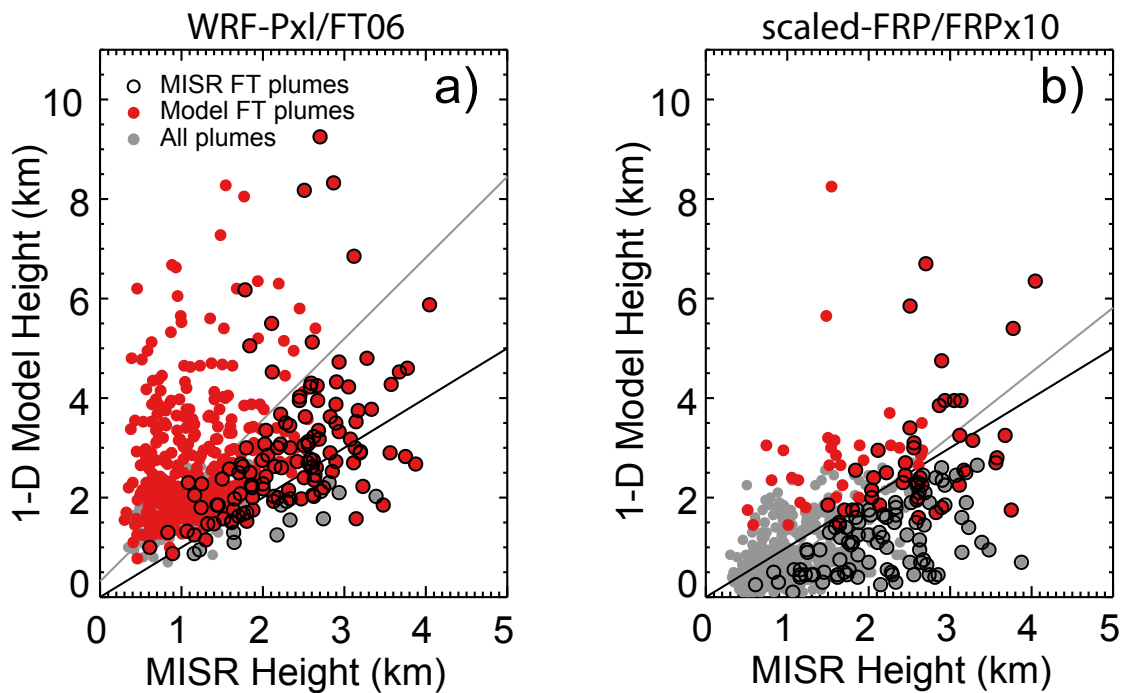 WRF-Pxl/FT06
scaled-FRP/FRPx10
a)
MISR FT plumes
Model FT plumes
All plumes
b)
10
8
6
4
2
0
1-D Model Height (km)
0 1 2 3 4 5
MISR Height (km)
10
8
6
4
2
0
1-D Model Height (km)
0 1 2 3 4 5
MISR Height (km)